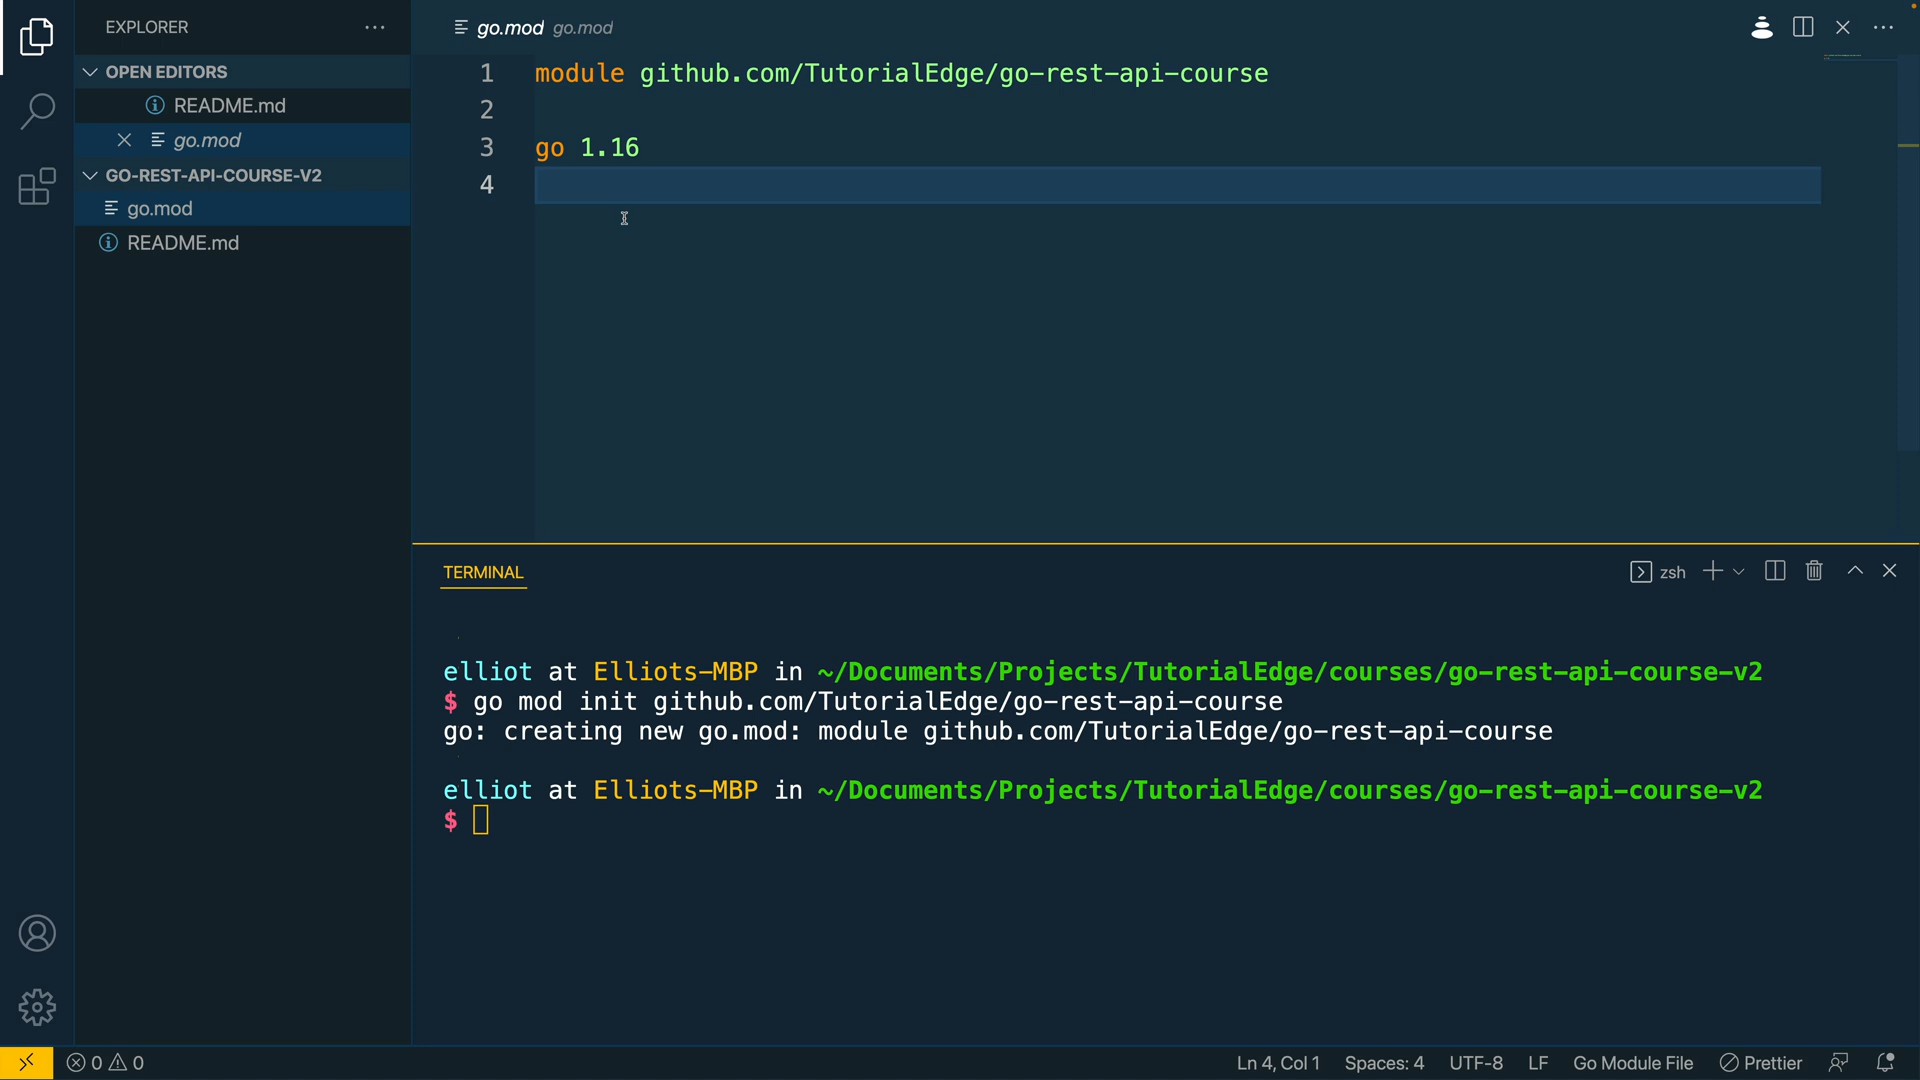 EXPLORER
go.mod go.mod
OPEN EDITORS
README.md
go.mod
GO-REST-API-COURSE-V2
go.mod
README.md
1 module github.com/TutorialEdge/go-rest-api-course
2
3 go 1.16
4
TERMINAL
zsh
elliot at Elliots-MBP in ~/Documents/Projects/TutorialEdge/courses/go-rest-api-course-v2
$ go mod init github.com/TutorialEdge/go-rest-api-course
go: creating new go.mod: module github.com/TutorialEdge/go-rest-api-course
elliot at Elliots-MBP in ~/Documents/Projects/TutorialEdge/courses/go-rest-api-course-v2
$
0 0
Ln 4, Col 1 Spaces: 4 UTF-8 LF Go Module File Prettier